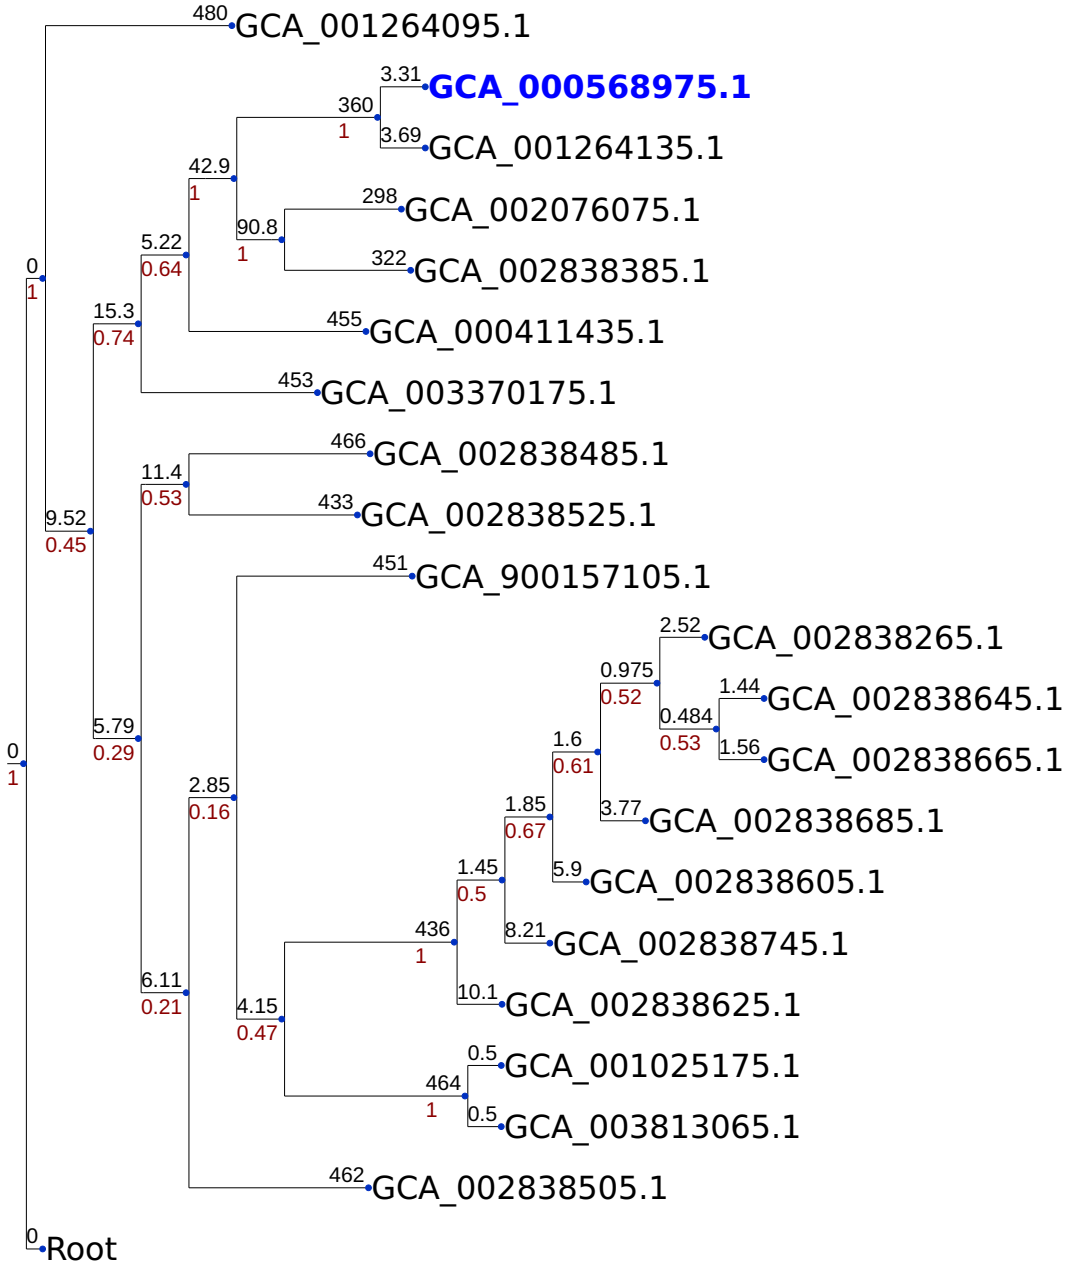 480
GCA_001264095.1
3.31
GCA_000568975.1
360
1
3.69
GCA_001264135.1
42.9
1
298
GCA_002076075.1
90.8
1
5.22
0.64
322
GCA_002838385.1
0
1
15.3
0.74
455
GCA_000411435.1
453
GCA_003370175.1
466
GCA_002838485.1
11.4
0.53
433
GCA_002838525.1
9.52
0.45
451
GCA_900157105.1
2.52
GCA_002838265.1
0.975
0.52
1.44
GCA_002838645.1
0.484
0.53
5.79
0.29
1.6
0.61
1.56
GCA_002838665.1
0
1
2.85
0.16
1.85
0.67
3.77
GCA_002838685.1
1.45
0.5
5.9
GCA_002838605.1
436
1
8.21
GCA_002838745.1
6.11
0.21
10.1
GCA_002838625.1
4.15
0.47
0.5
GCA_001025175.1
464
1
0.5
GCA_003813065.1
462
GCA_002838505.1
0
Root